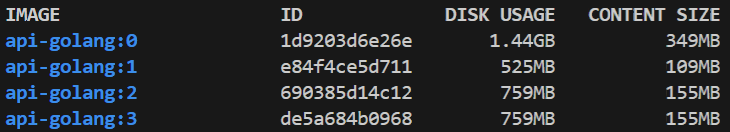 IMAGE ID DISK USAGE CONTENT SIZE
api-golang:0 1d9203d6e26e 1.44GB 349MB
api-golang:1 e84f4ce5d711 525MB 109MB
api-golang:2 690385d14c12 759MB 155MB
api-golang:3 de5a684b0968 759MB 155MB